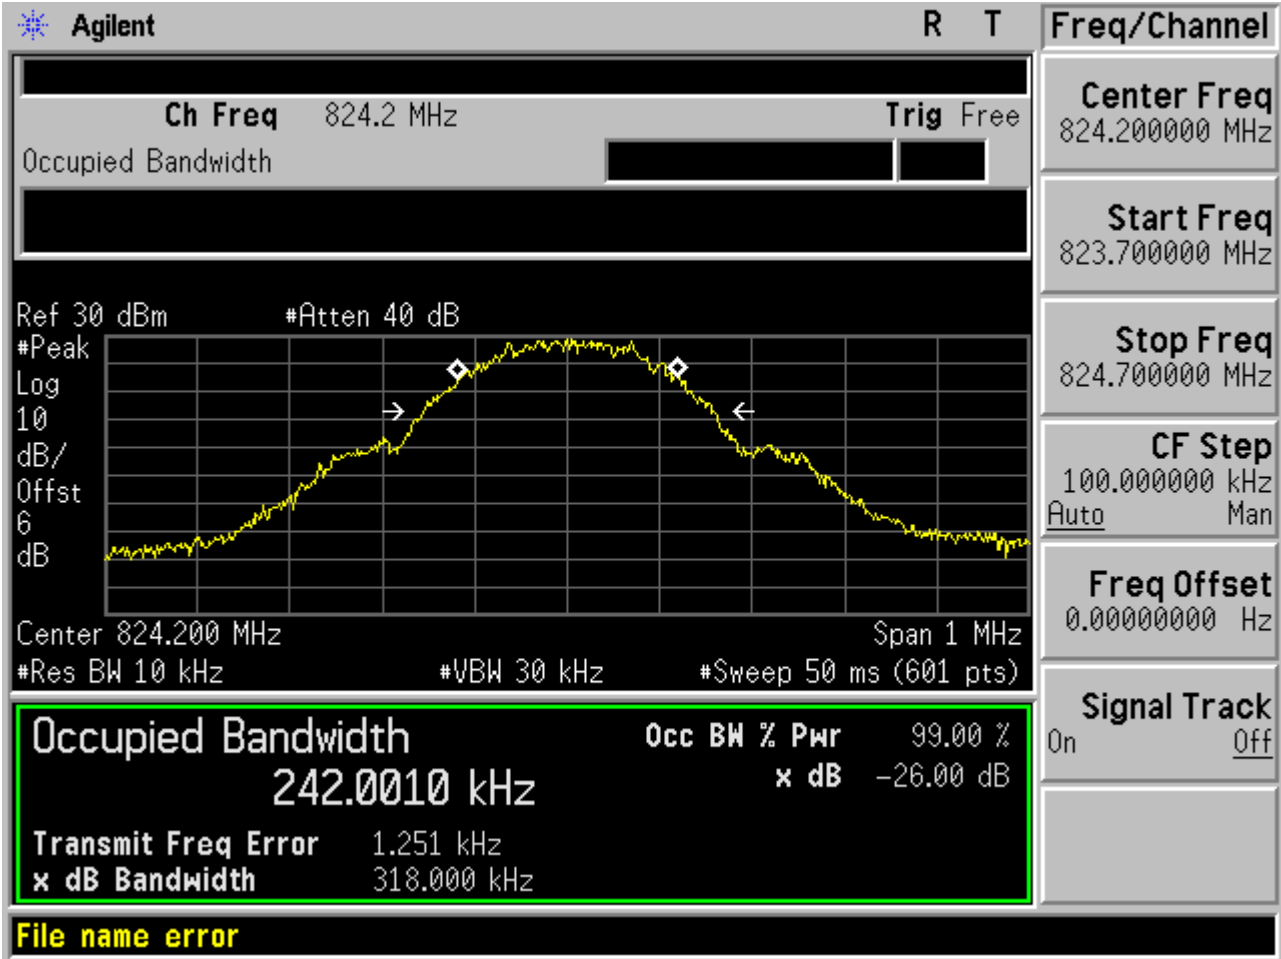 Agilent R T
Freq/Channel
Ch Freq 824.2 MHz Trig Free
Occupied Bandwidth
Center Freq
824.200000 MHz
Start Freq
823.700000 MHz
Stop Freq
824.700000 MHz
CF Step
100.000000 kHz
Auto Man
Freq Offset
0.00000000 Hz
Signal Track
On Off
Ref 30 dBm #Atten 40 dB
#Peak
Log
10
dB/
Offst
6
dB
Center 824.200 MHz Span 1 MHz
#Res BW 10 kHz #VBW 30 kHz #Sweep 50 ms (601 pts)
Occupied Bandwidth
242.0010 kHz
Occ BW % Pwr 99.00 %
x dB -26.00 dB
Transmit Freq Error 1.251 kHz
x dB Bandwidth 318.000 kHz
File name error